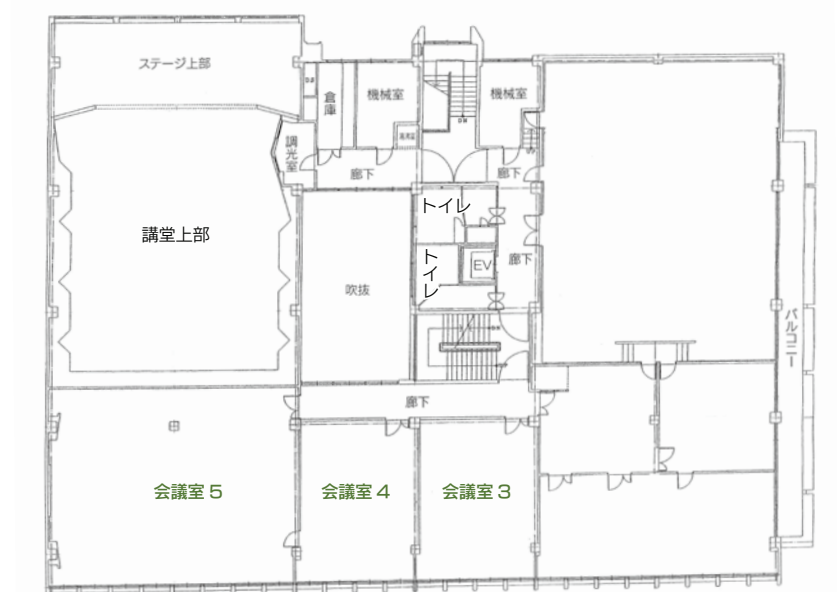 ステージ上部
倉庫
機械室
機械室
調光室
廊下
廊下
トイレ
講堂上部
トイレ
EV
廊下
吹抜
バルコニー
廊下
会議室5
会議室4
会議室3